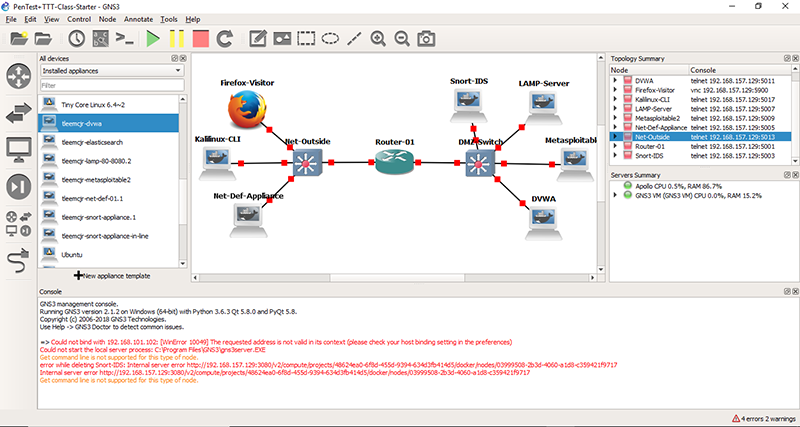 PenTest+TTT-Class-Starter - GNS3
File Edit View Control Node Annotate Tools Help
All devices
Installed appliances
Filter
Tiny Core Linux 6.4~2
tleemcjr-dvwa
tleemcjr-elasticsearch
tleemcjr-lamp-80-8080.2
tleemcjr-metasploitable2
tleemcjr-net-def-01.1
tleemcjr-snort-appliance.1
tleemcjr-snort-appliance-in-line
Ubuntu
New appliance template
Firefox-Visitor
Kalilinux-CLI
Net-Outside
Net-Def-Appliance
Router-01
Snort-IDS
LAMP-Server
DMZ-Switch
Metasploitable
DVWA
Topology Summary
Node Console
DVWA telnet 192.168.157.129:5011
Firefox-Visitor vnc 192.168.157.129:5900
Kalilinux-CLI telnet 192.168.157.129:5017
LAMP-Server telnet 192.168.157.129:5007
Metasploitable2 telnet 192.168.157.129:5009
Net-Def-Appliance telnet 192.168.157.129:5005
Net-Outside telnet 192.168.157.129:5013
Router-01 telnet 192.168.157.129:5001
Snort-IDS telnet 192.168.157.129:5003
Servers Summary
Apollo CPU 0.5%, RAM 86.7%
GNS3 VM (GNS3 VM) CPU 0.0%, RAM 15.2%
Console
GNS3 management console.
Running GNS3 version 2.1.2 on Windows (64-bit) with Python 3.6.3 Qt 5.8.0 and PyQt 5.8.
Copyright (c) 2006-2018 GNS3 Technologies.
Use Help -> GNS3 Doctor to detect common issues.
=> Could not bind with 192.168.101.102: [WinError 10049] The requested address is not valid in its context (please check your host binding setting in the preferences)
Could not start the local server process: C:\Program Files\GNS3\gns3server.EXE
Get command line is not supported for this type of node.
error while deleting Snort-IDS: Internal server error http://192.168.157.129:3080/v2/compute/projects/48624ea0-6f8d-455d-9394-634d3fb414d5/docker/nodes/03999508-2b3d-4060-a1d8-c359421f9717
Internal server error http://192.168.157.129:3080/v2/compute/projects/48624ea0-6f8d-455d-9394-634d3fb414d5/docker/nodes/03999508-2b3d-4060-a1d8-c359421f9717
Get command line is not supported for this type of node.
4 errors 2 warnings